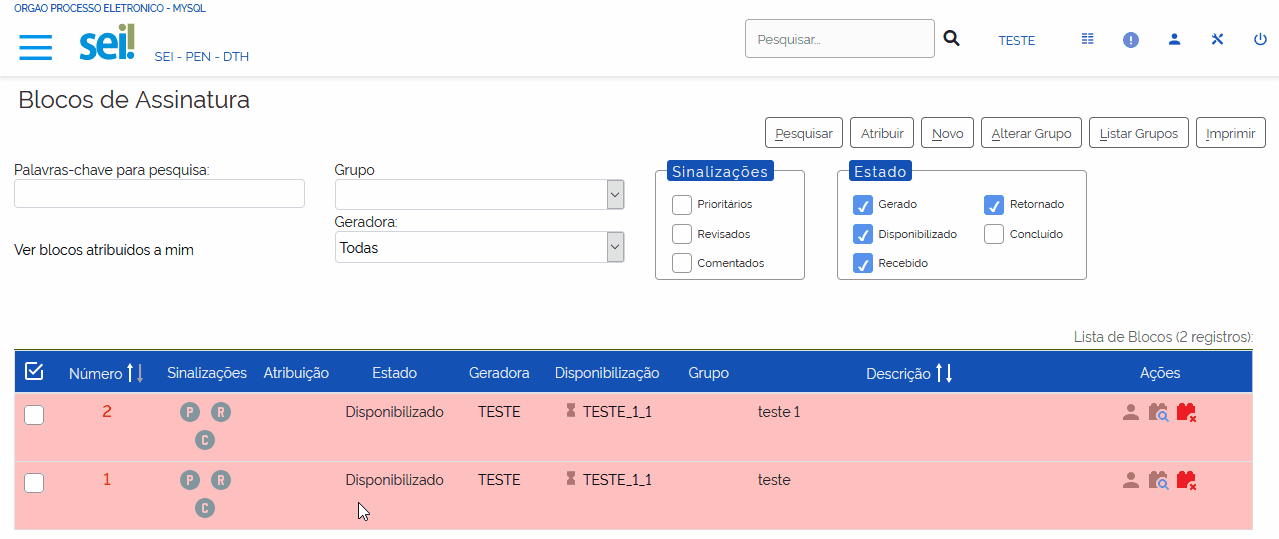 ORGAO PROCESSO ELETRONICO - MYSQL
sei!
SEI - PEN - DTH
Pesquisar...
TESTE
Blocos de Assinatura
Pesquisar Atribuir Novo Alterar Grupo Listar Grupos Imprimir
Palavras-chave para pesquisa:
Grupo
Geradora:
Todas
Ver blocos atribuídos a mim
Sinalizações
Prioritários
Revisados
Comentados
Estado
Gerado Retornado
Disponibilizado Concluído
Recebido
Lista de Blocos (2 registros):
Número Sinalizações Atribuição Estado Geradora Disponibilização Grupo Descrição Ações
2 P R C Disponibilizado TESTE TESTE_1_1 teste 1
1 P R C Disponibilizado TESTE TESTE_1_1 teste